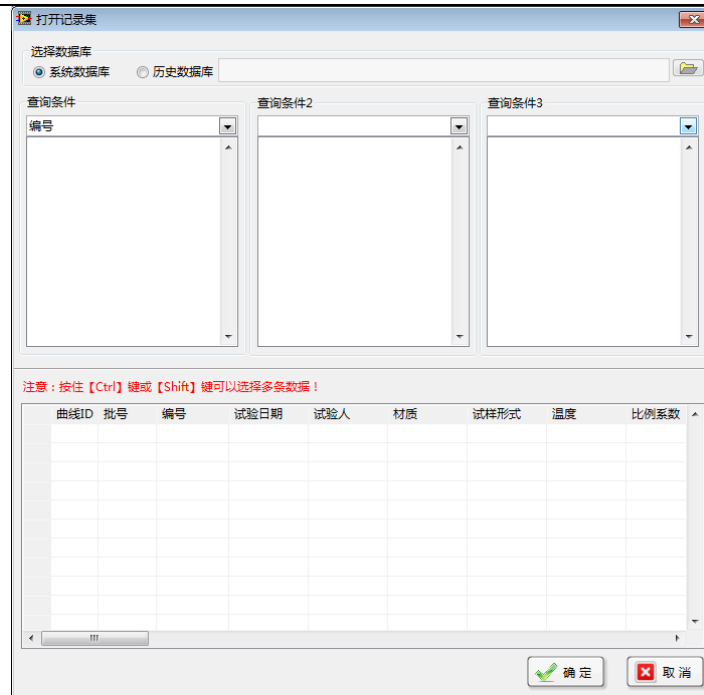 打开记录集
选择数据库
系统数据库 历史数据库
查询条件 查询条件2 查询条件3
编号
注意：按住【Ctrl】键或【Shift】键可以选择多条数据！
曲线ID 批号 编号 试验日期 试验人 材质 试样形式 温度 比例系数
确定 取消